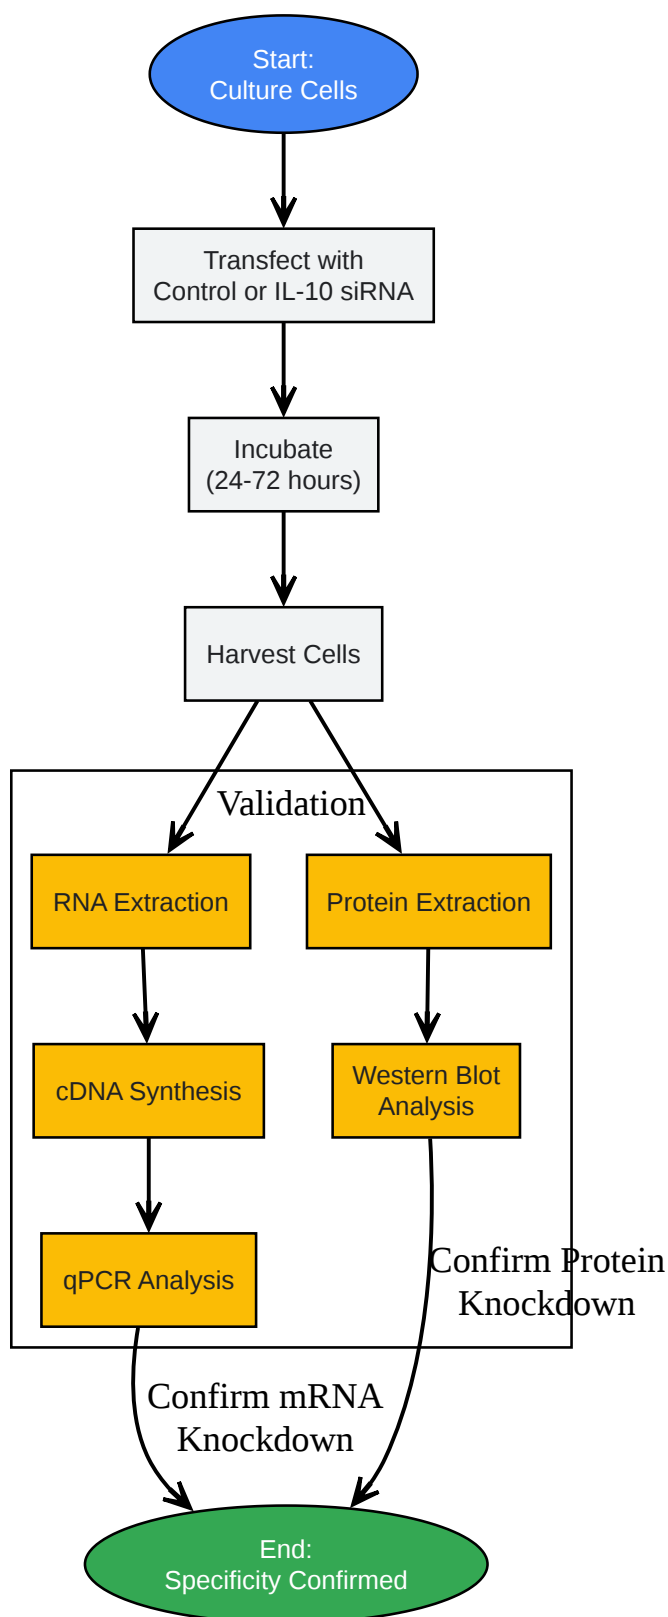 Start:
Culture Cells
Transfect with
Control or IL-10 siRNA
Incubate
(24-72 hours)
Harvest Cells
Validation
RNA Extraction
Protein Extraction
cDNA Synthesis
Western Blot
Analysis
qPCR Analysis
Confirm Protein
Knockdown
Confirm mRNA
Knockdown
End:
Specificity Confirmed